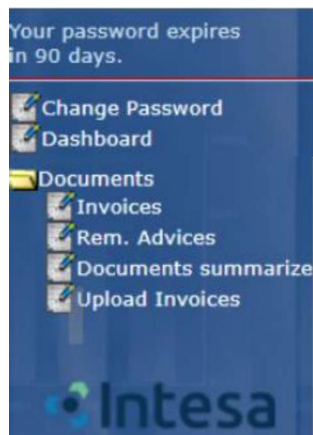 Your password expires
in 90 days.
Change Password
Dashboard
Documents
Invoices
Rem. Advices
Documents summarize
Upload Invoices
Intesa